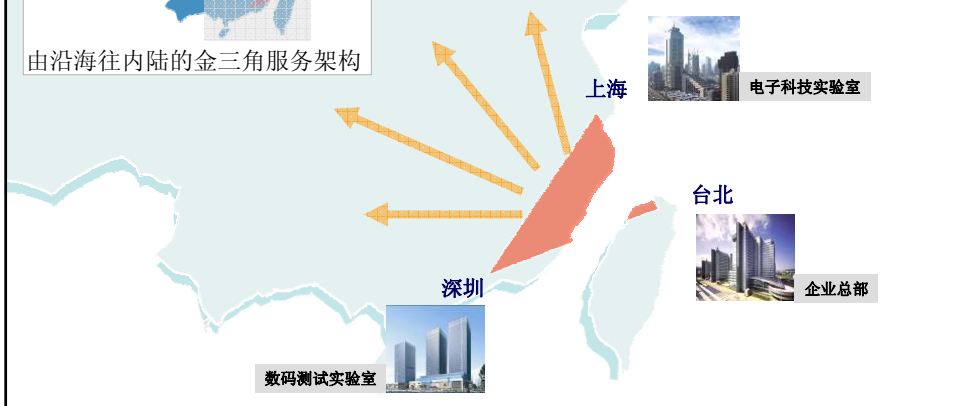 由沿海往内陆的金三角服务架构
上海
电子科技实验室
台北
企业总部
深圳
数码测试实验室